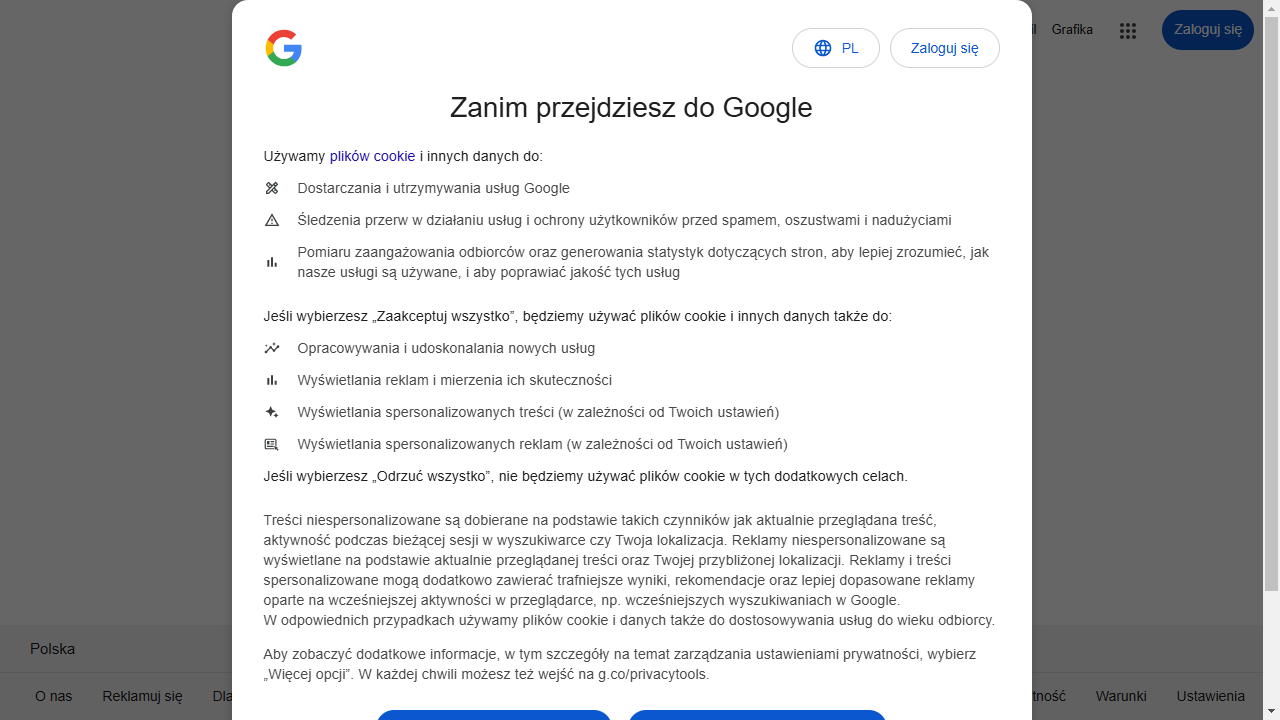 Grafika
Zaloguj się
PL
Zaloguj się
Zanim przejdziesz do Google
Używamy plików cookie i innych danych do:
Dostarczania i utrzymywania usług Google
Śledzenia przerw w działaniu usług i ochrony użytkowników przed spamem, oszustwami i nadużyciami
Pomiaru zaangażowania odbiorców oraz generowania statystyk dotyczących stron, aby lepiej zrozumieć, jak
nasze usługi są używane, i aby poprawiać jakość tych usług
Jeśli wybierzesz „Zaakceptuj wszystko”, będziemy używać plików cookie i innych danych także do:
Opracowywania i udoskonalania nowych usług
Wyświetlania reklam i mierzenia ich skuteczności
Wyświetlania spersonalizowanych treści (w zależności od Twoich ustawień)
Wyświetlania spersonalizowanych reklam (w zależności od Twoich ustawień)
Jeśli wybierzesz „Odrzuć wszystko”, nie będziemy używać plików cookie w tych dodatkowych celach.
Treści niespersonalizowane są dobierane na podstawie takich czynników jak aktualnie przeglądana treść,
aktywność podczas bieżącej sesji w wyszukiwarce czy Twoja lokalizacja. Reklamy niespersonalizowane są
wyświetlane na podstawie aktualnie przeglądanej treści oraz Twojej przybliżonej lokalizacji. Reklamy i treści
spersonalizowane mogą dodatkowo zawierać trafniejsze wyniki, rekomendacje oraz lepiej dopasowane reklamy
oparte na wcześniejszej aktywności w przeglądarce, np. wcześniejszych wyszukiwaniach w Google.
W odpowiednich przypadkach używamy plików cookie i danych także do dostosowywania usług do wieku odbiorcy.
Aby zobaczyć dodatkowe informacje, w tym szczegóły na temat zarządzania ustawieniami prywatności, wybierz
„Więcej opcji”. W każdej chwili możesz też wejść na g.co/privacytools.
Polska
O nas
Reklamuj się
Warunki
Ustawienia